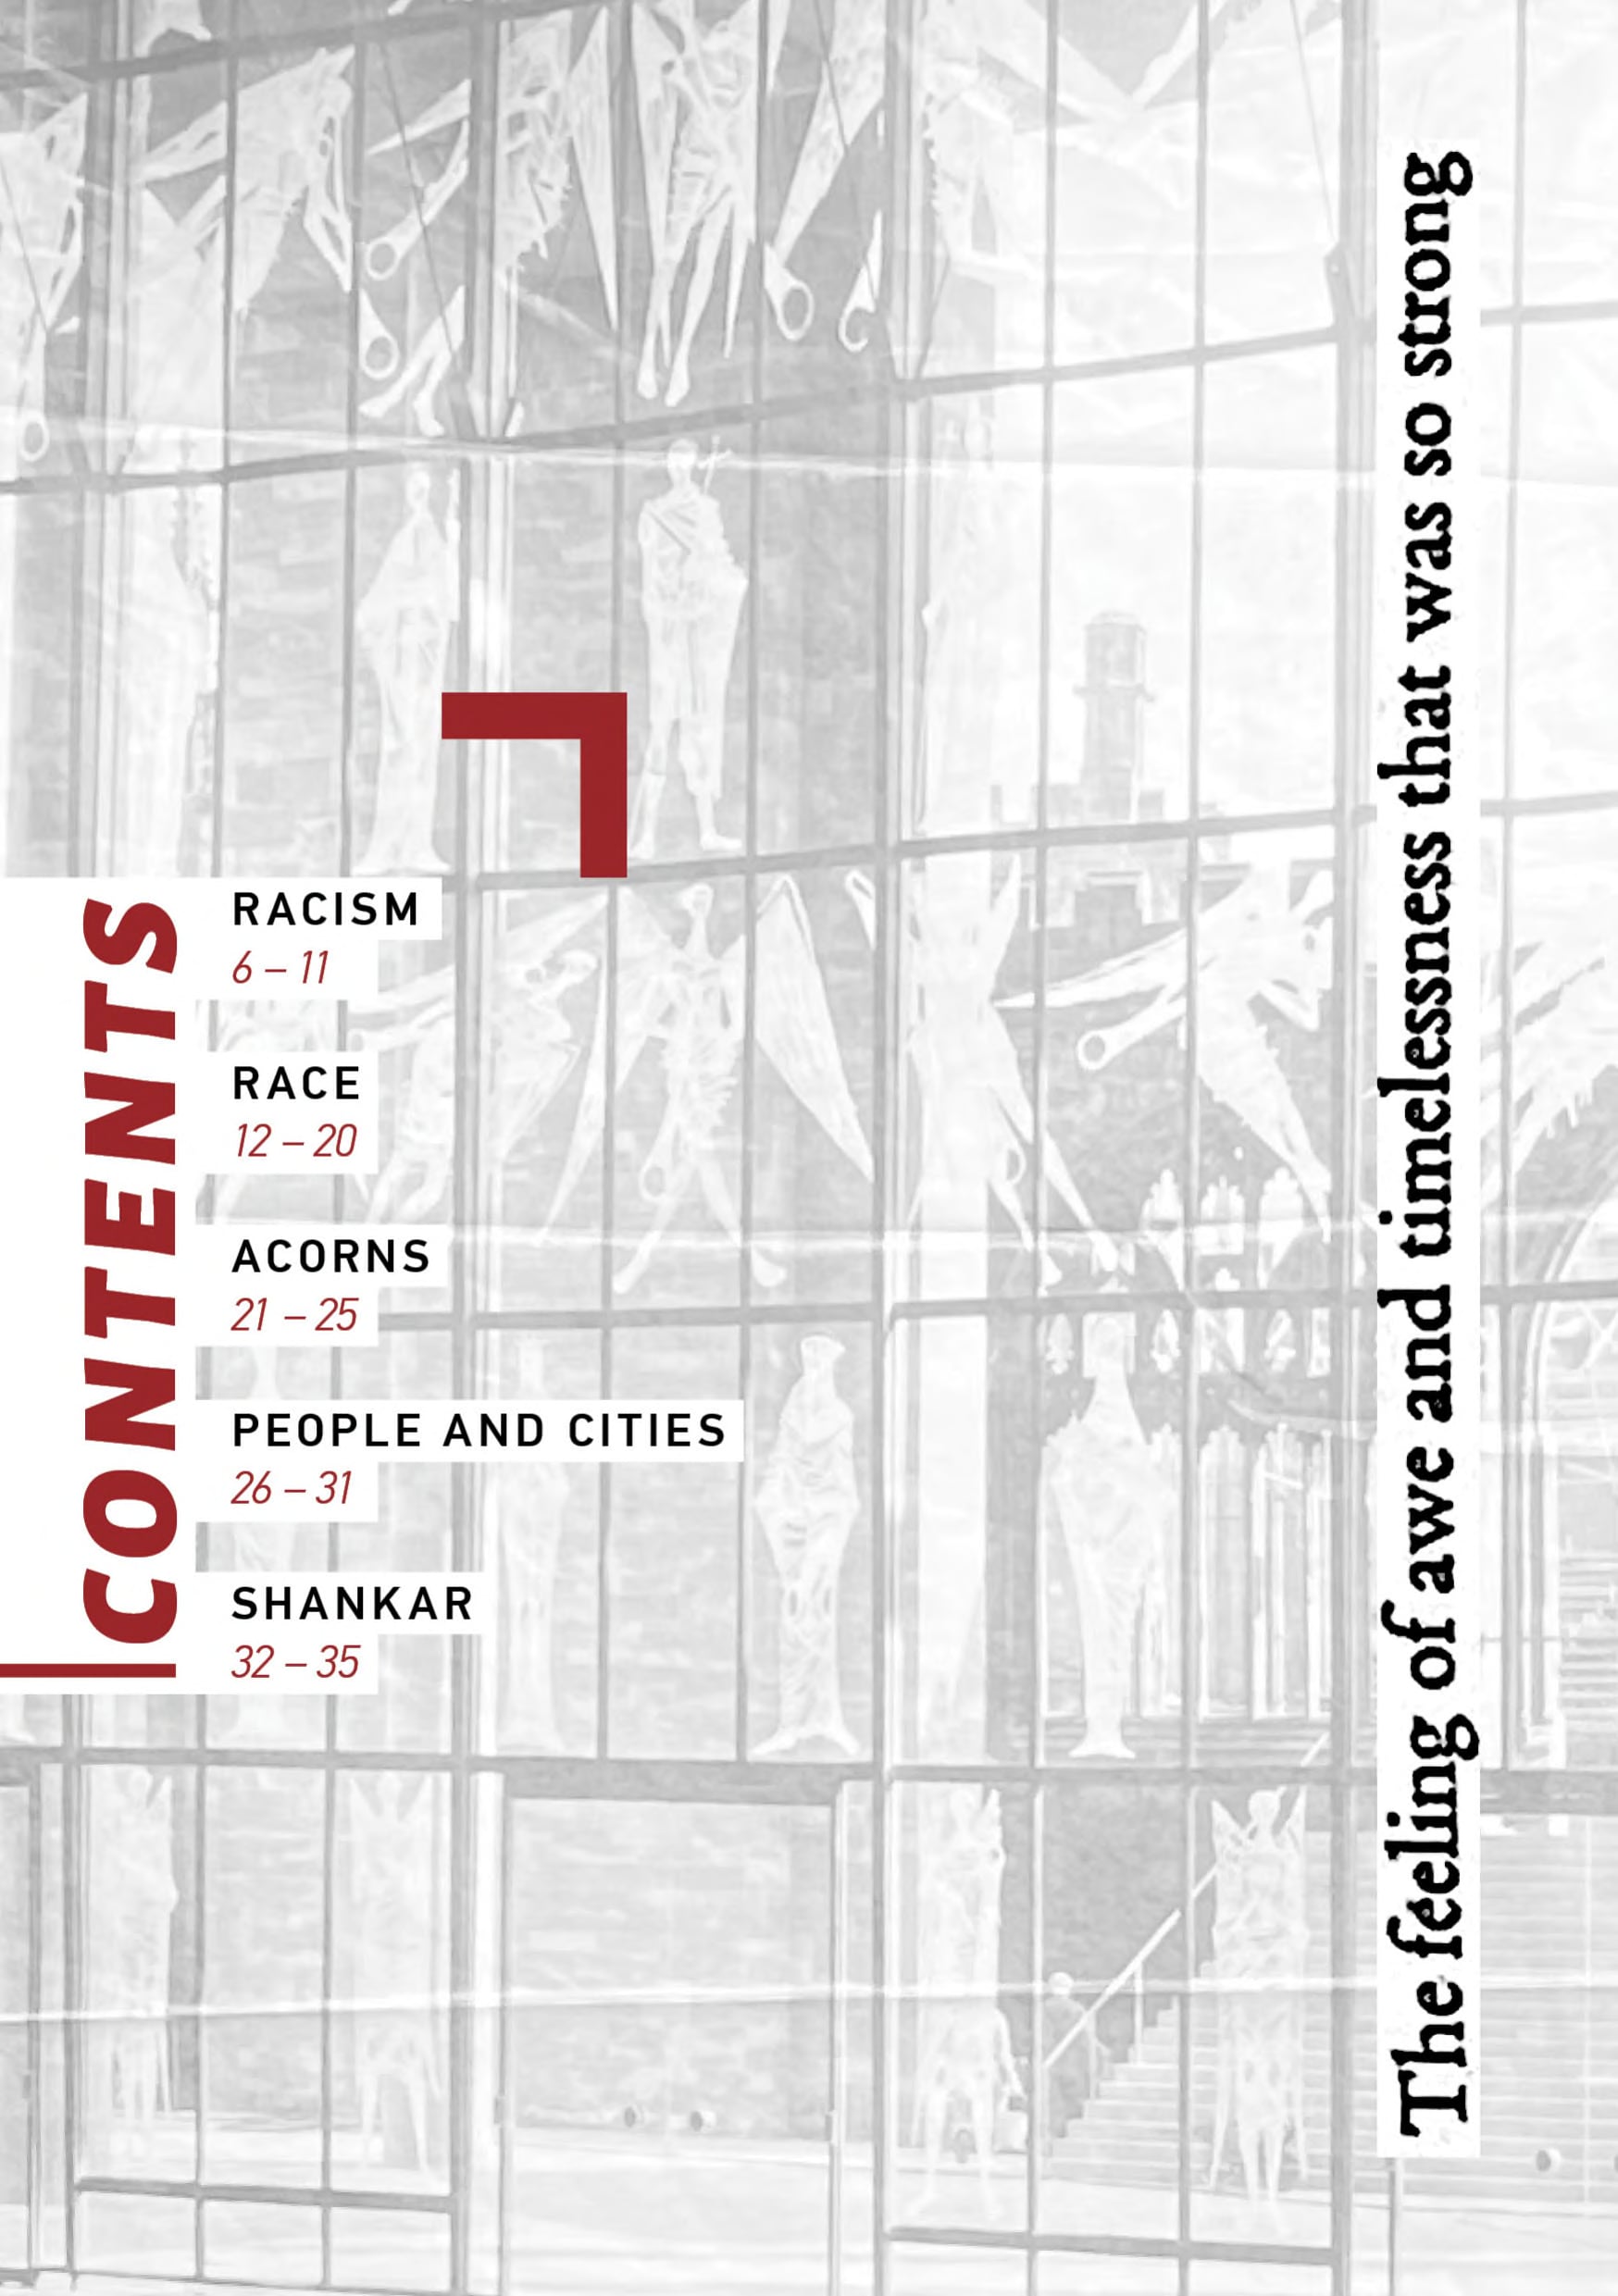 CONTENTS
RACISM
6 – 11
RACE
12 – 20
ACORNS
21 – 25
PEOPLE AND CITIES
26 – 31
SHANKAR
32 – 35
The feeling of awe and timelessness that was so strong